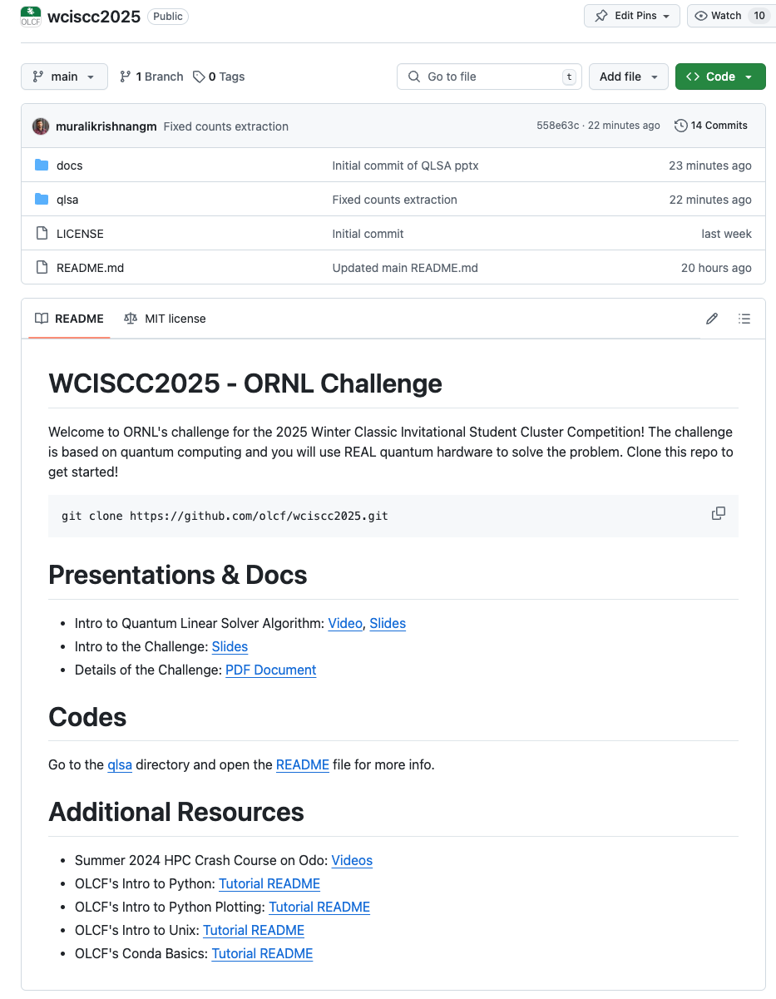 OLCF wciscc2025 Public Edit Pins Watch 10
main 1 Branch 0 Tags Go to file t Add file Code
muralikrishnangm Fixed counts extraction 558e63c · 22 minutes ago 14 Commits
docs Initial commit of QLSA pptx 23 minutes ago
qlsa Fixed counts extraction 22 minutes ago
LICENSE Initial commit last week
README.md Updated main README.md 20 hours ago
README MIT license
WCISCC2025 - ORNL Challenge
Welcome to ORNL's challenge for the 2025 Winter Classic Invitational Student Cluster Competition! The challenge
is based on quantum computing and you will use REAL quantum hardware to solve the problem. Clone this repo to
get started!
git clone https://github.com/olcf/wciscc2025.git
Presentations & Docs
• Intro to Quantum Linear Solver Algorithm: Video, Slides
• Intro to the Challenge: Slides
• Details of the Challenge: PDF Document
Codes
Go to the qlsa directory and open the README file for more info.
Additional Resources
• Summer 2024 HPC Crash Course on Odo: Videos
• OLCF's Intro to Python: Tutorial README
• OLCF's Intro to Python Plotting: Tutorial README
• OLCF's Intro to Unix: Tutorial README
• OLCF's Conda Basics: Tutorial README